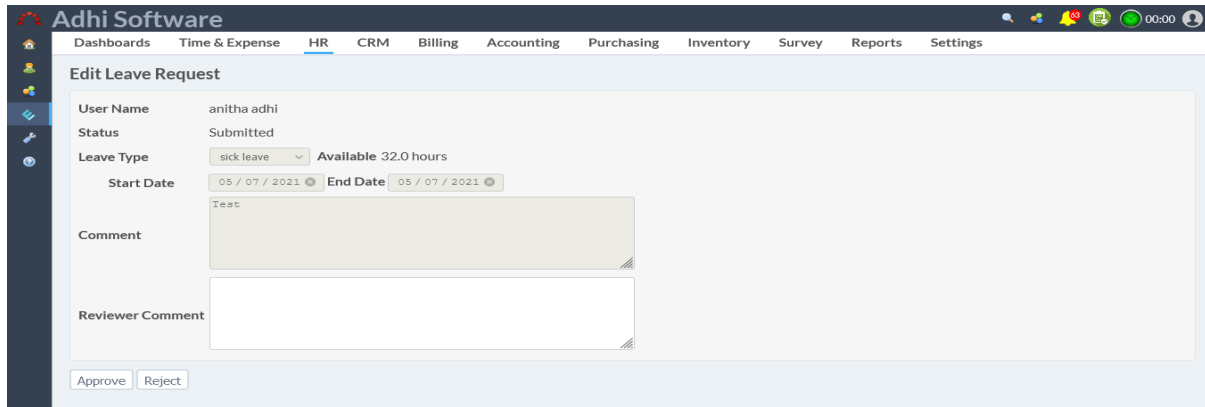 Adhi Software
63
00:00
Dashboards Time & Expense HR CRM Billing Accounting Purchasing Inventory Survey Reports Settings
Edit Leave Request
User Name anitha adhi
Status Submitted
Leave Type sick leave Available 32.0 hours
Start Date 05 / 07 / 2021 End Date 05 / 07 / 2021
Comment Test
Reviewer Comment
Approve Reject